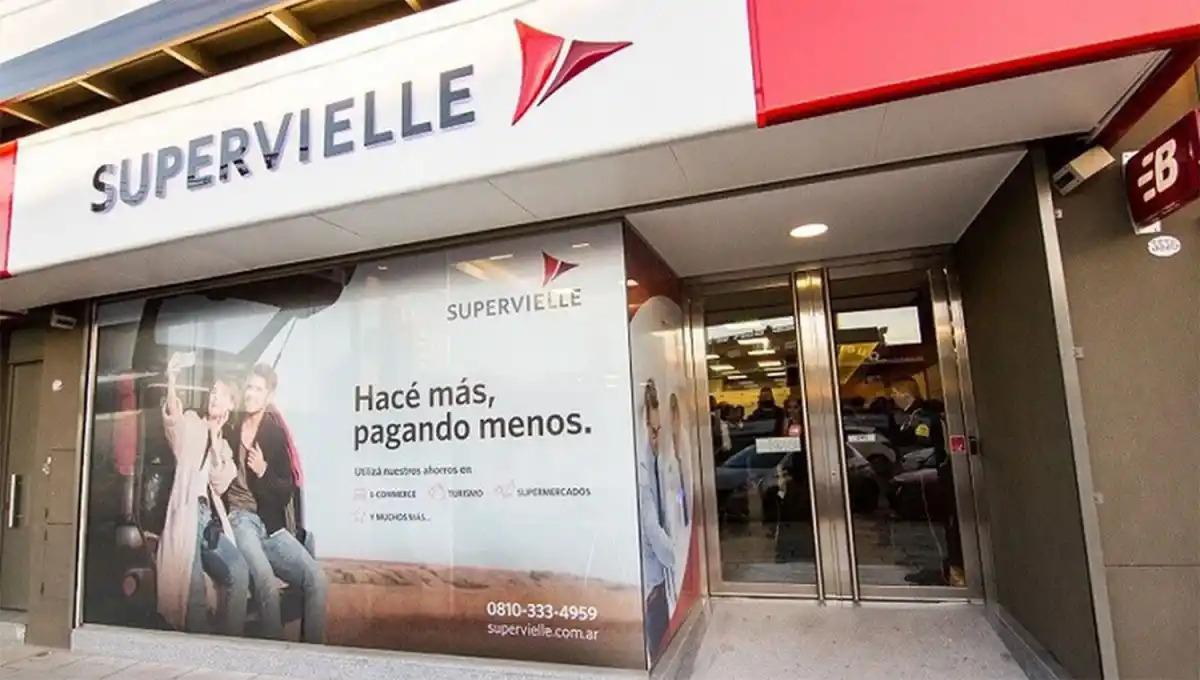 SUPERVIELLE
SUPERVIELLE
Hacé más,
pagando menos.
Utilizá nuestros ahorros en
E-COMMERCE TURISMO SUPERMERCADOS
Y MUCHOS MÁS...
0810-333-4959
supervielle.com.ar
B